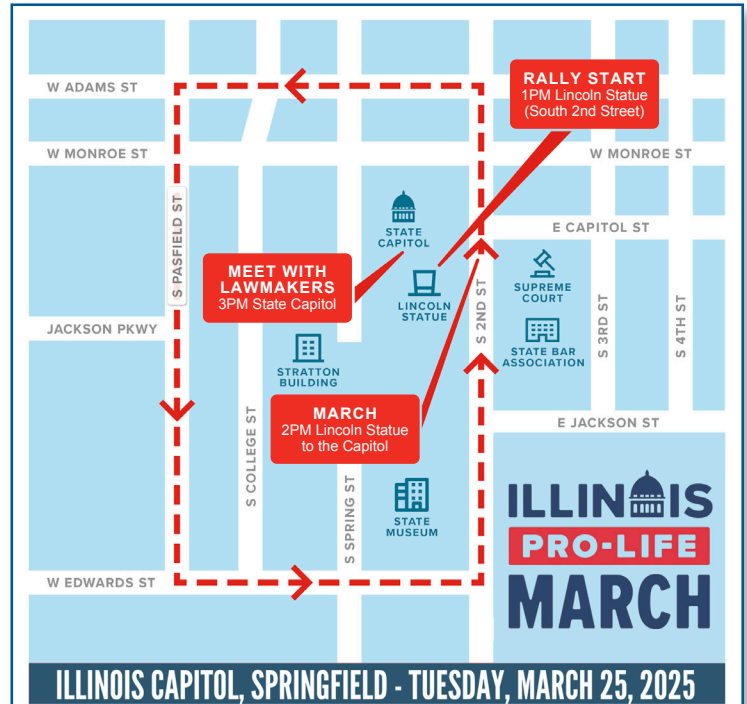 W ADAMS ST
RALLY START
1PM Lincoln Statue
(South 2nd Street)
W MONROE ST
W MONROE ST
S PASFIELD ST
STATE
CAPITOL
E CAPITOL ST
MEET WITH
LAWMAKERS
3PM State Capitol
LINCOLN
STATUE
S 2ND ST
SUPREME
COURT
S 3RD ST
S 4TH ST
JACKSON PKWY
STRATTON
BUILDING
STATE BAR
ASSOCIATION
MARCH
2PM Lincoln Statue
to the Capitol
E JACKSON ST
S COLLEGE ST
S SPRING ST
STATE
MUSEUM
ILLINOIS
PRO-LIFE
MARCH
W EDWARDS ST
ILLINOIS CAPITOL, SPRINGFIELD - TUESDAY, MARCH 25, 2025